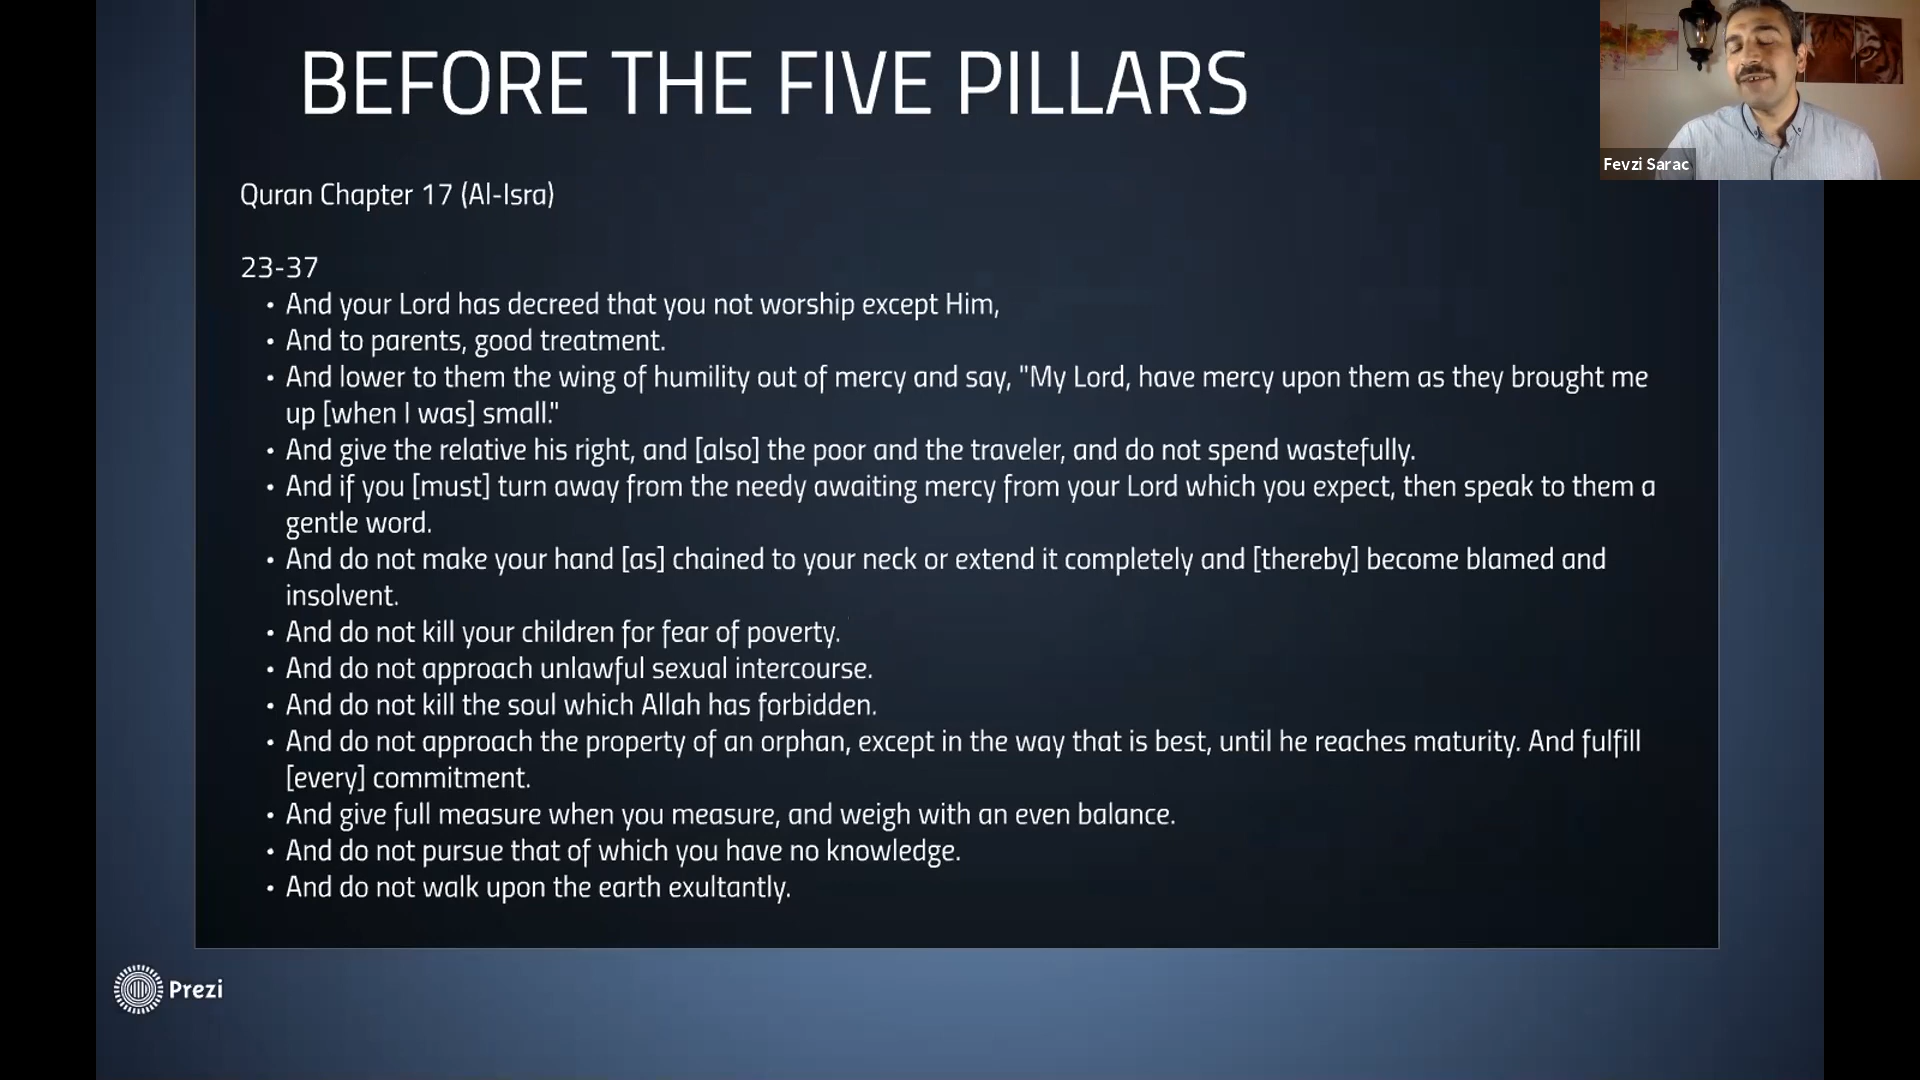 BEFORE THE FIVE PILLARS
Fevzi Sarac
Quran Chapter 17 (Al-Isra)
23-37
• And your Lord has decreed that you not worship except Him,
• And to parents, good treatment.
• And lower to them the wing of humility out of mercy and say, "My Lord, have mercy upon them as they brought me
up [when I was] small."
• And give the relative his right, and [also] the poor and the traveler, and do not spend wastefully.
• And if you [must] turn away from the needy awaiting mercy from your Lord which you expect, then speak to them a
gentle word.
• And do not make your hand [as] chained to your neck or extend it completely and [thereby] become blamed and
insolvent.
• And do not kill your children for fear of poverty.
• And do not approach unlawful sexual intercourse.
• And do not kill the soul which Allah has forbidden.
• And do not approach the property of an orphan, except in the way that is best, until he reaches maturity. And fulfill
[every] commitment.
• And give full measure when you measure, and weigh with an even balance.
• And do not pursue that of which you have no knowledge.
• And do not walk upon the earth exultantly.
Prezi